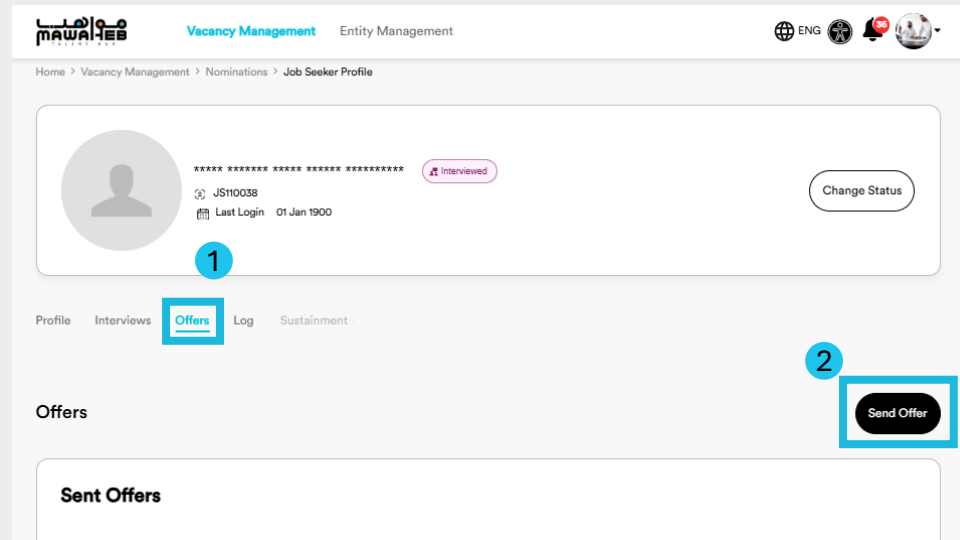 مواهب
MAWAHEB
TALENT HUB
Vacancy Management
Entity Management
ENG
36
Home > Vacancy Management > Nominations > Job Seeker Profile
***** ******* ***** ****** **********
Interviewed
JS110038
Last Login 01 Jan 1900
Change Status
1
Profile Interviews Offers Log Sustainment
2
Offers
Send Offer
Sent Offers